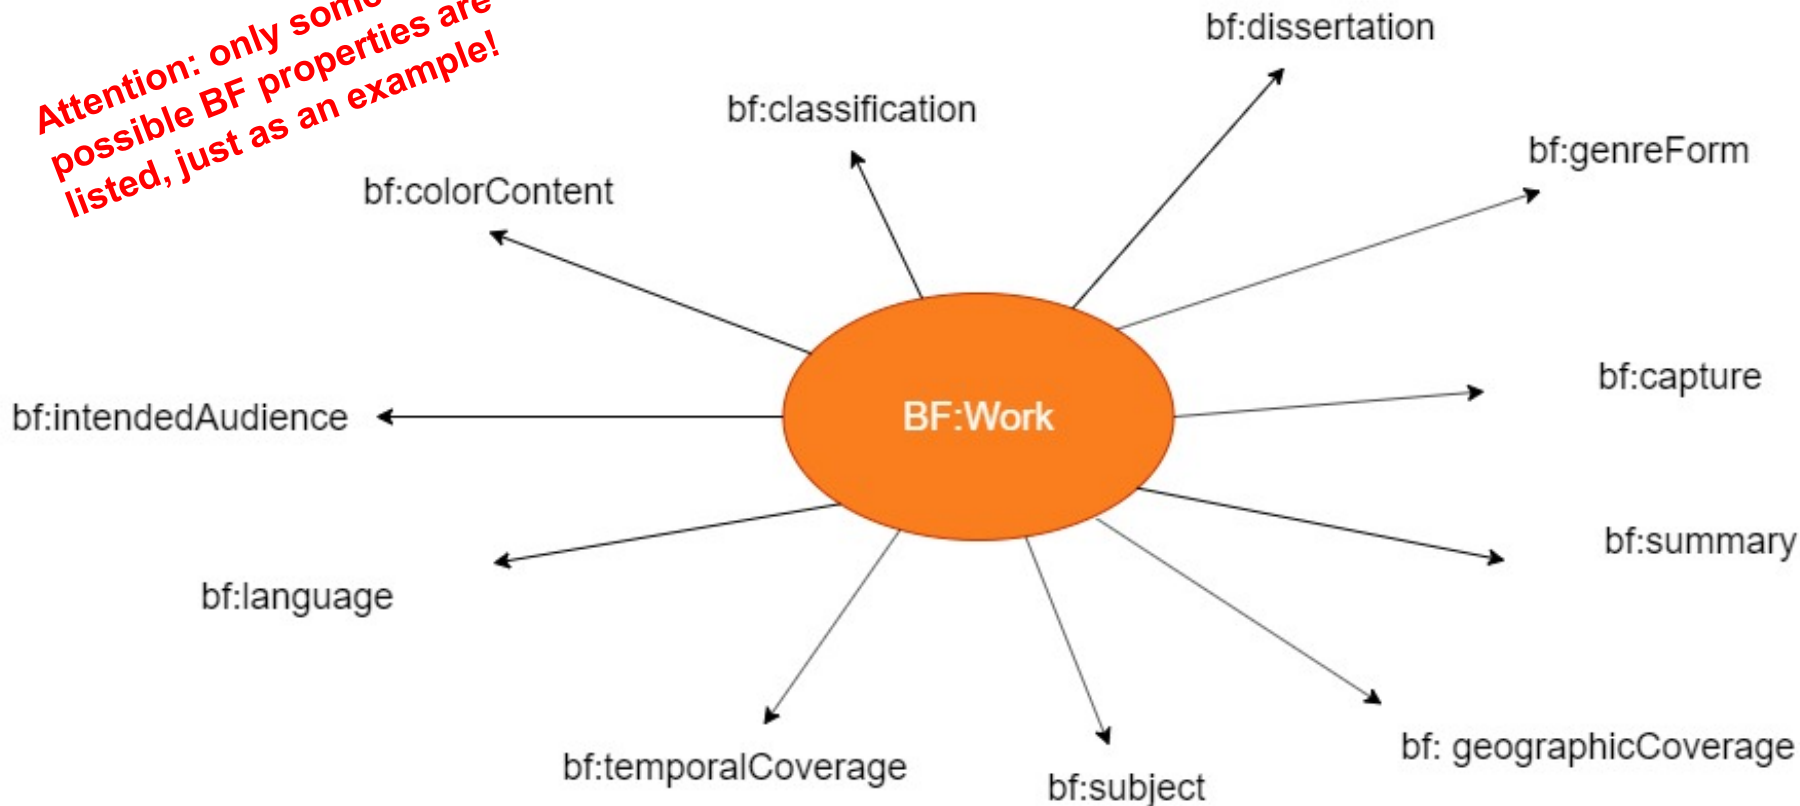 Attention: only some
possible BF properties are
listed, just as an example!
bf:dissertation
bf:classification
bf:genreForm
bf:colorContent
bf:capture
bf:intendedAudience
BF:Work
bf:summary
bf:language
bf: geographicCoverage
bf:temporalCoverage
bf:subject